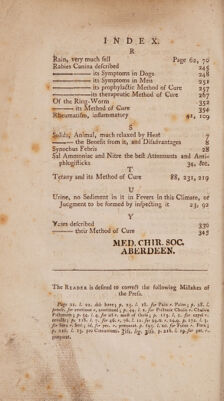 INDEX.
R
Rain, very much fell Page 62, 70
Rabies Canina described 245
its Symptoms in Dogs 248
its Symptoms in Men 251
its prophylactic Method of Cure 257
its therapeutic Method of Cure 267
Of the Ring-Worm 352
its Method of Cure 354
Rheumatism, inflammatory 41, 109
S
Solids, Animal, much relaxed by Heat 7
the Benefit from it, and Disadvantages 8
Synochus Febris 28
Sal Ammoniac and Nitre the best Attenuants and Anti-
phlogisticks 34, &c.
T
Tetany and its Method of Cure 88, 231, 219
U
Urine, no Sediment in it in Fevers in this Climate, or
Judgment to be formed by inspecting it 23, 92
Y
Yaws described 330
their Method of Cure 345
MED. CHIR. SOC.
ABERDEEN.
The READER is desired to correct the following Mistakes of
the Press.